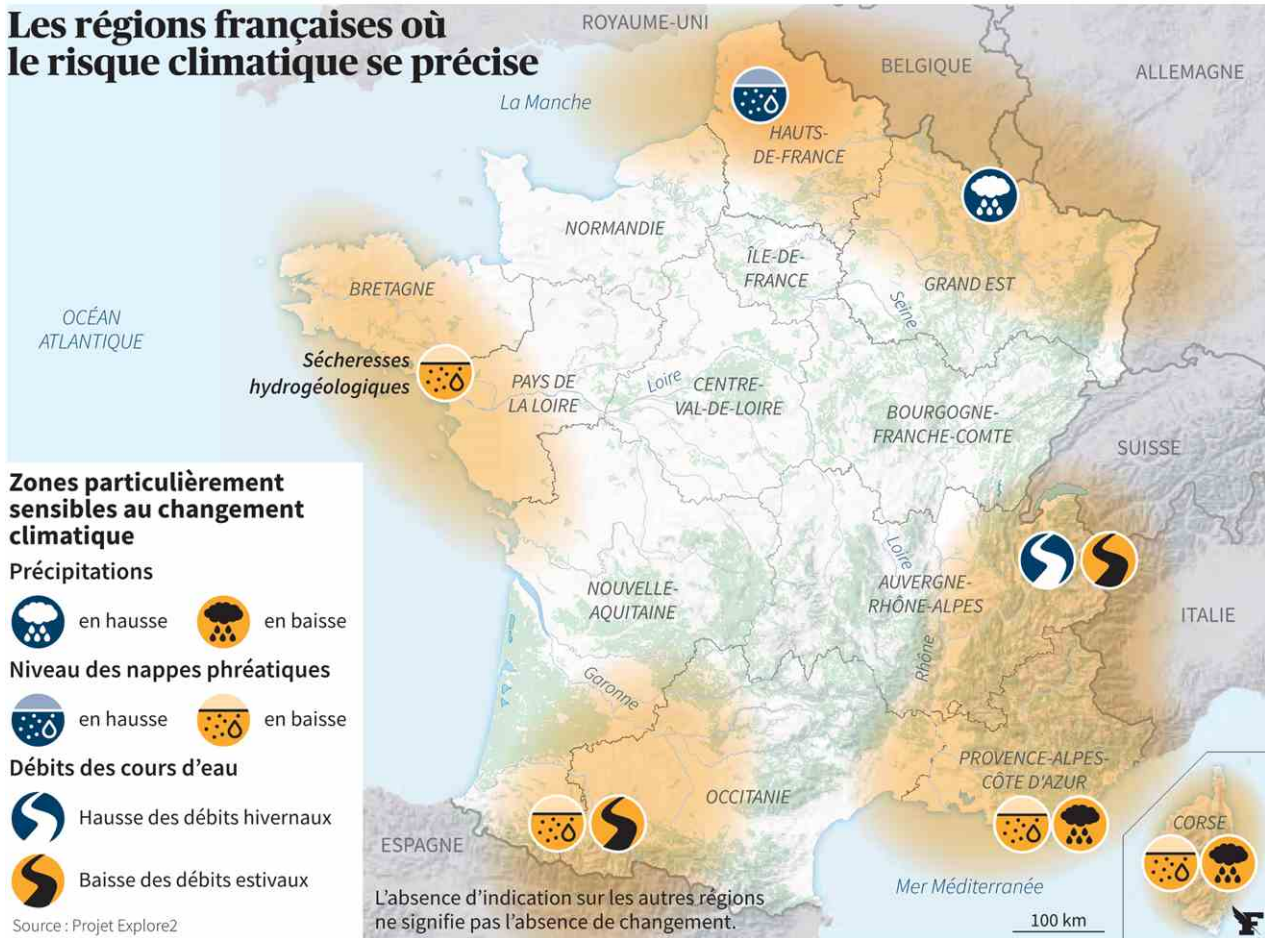 Les régions françaises où
le risque climatique se précise
ROYAUME-UNI
BELGIQUE
ALLEMAGNE
La Manche
HAUTS-
DE-FRANCE
NORMANDIE
ÎLE-DE-
FRANCE
GRAND EST
Seine
BRETAGNE
OCÉAN
ATLANTIQUE
Sécheresses
hydrogéologiques
PAYS DE
LA LOIRE
Loire
CENTRE-
VAL-DE-LOIRE
BOURGOGNE-
FRANCHE-COMTE
SUISSE
Zones particulièrement
sensibles au changement
climatique
Précipitations
en hausse
en baisse
Niveau des nappes phréatiques
en hausse
en baisse
Débits des cours d'eau
Hausse des débits hivernaux
Baisse des débits estivaux
Source : Projet Explore2
NOUVELLE-
AQUITAINE
Loire
AUVERGNE-
RHÔNE-ALPES
ITALIE
Rhône
Garonne
PROVENCE-ALPES-
CÔTE D'AZUR
OCCITANIE
CORSE
ESPAGNE
Mer Méditerranée
L'absence d'indication sur les autres régions
ne signifie pas l'absence de changement.
100 km
F